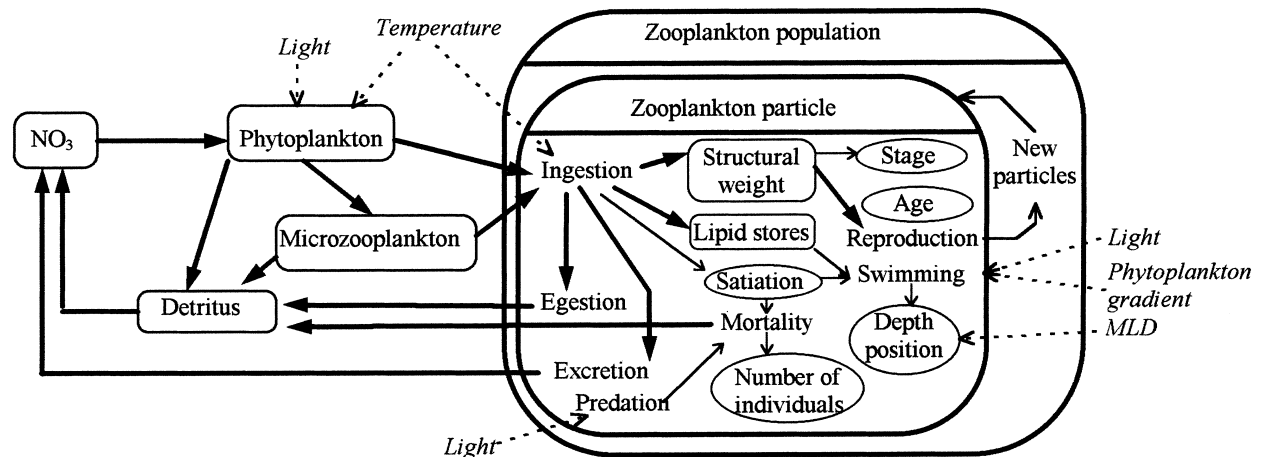 Zooplankton population
Temperature
Light
Zooplankton particle
NO₃
Phytoplankton
Ingestion
Structural
weight
Stage
New
particles
Age
Microzooplankton
Lipid stores
Reproduction
Light
Satiation
Swimming
Phytoplankton
gradient
Detritus
Egestion
Mortality
Depth
position
MLD
Excretion
Number of
individuals
Predation
Light